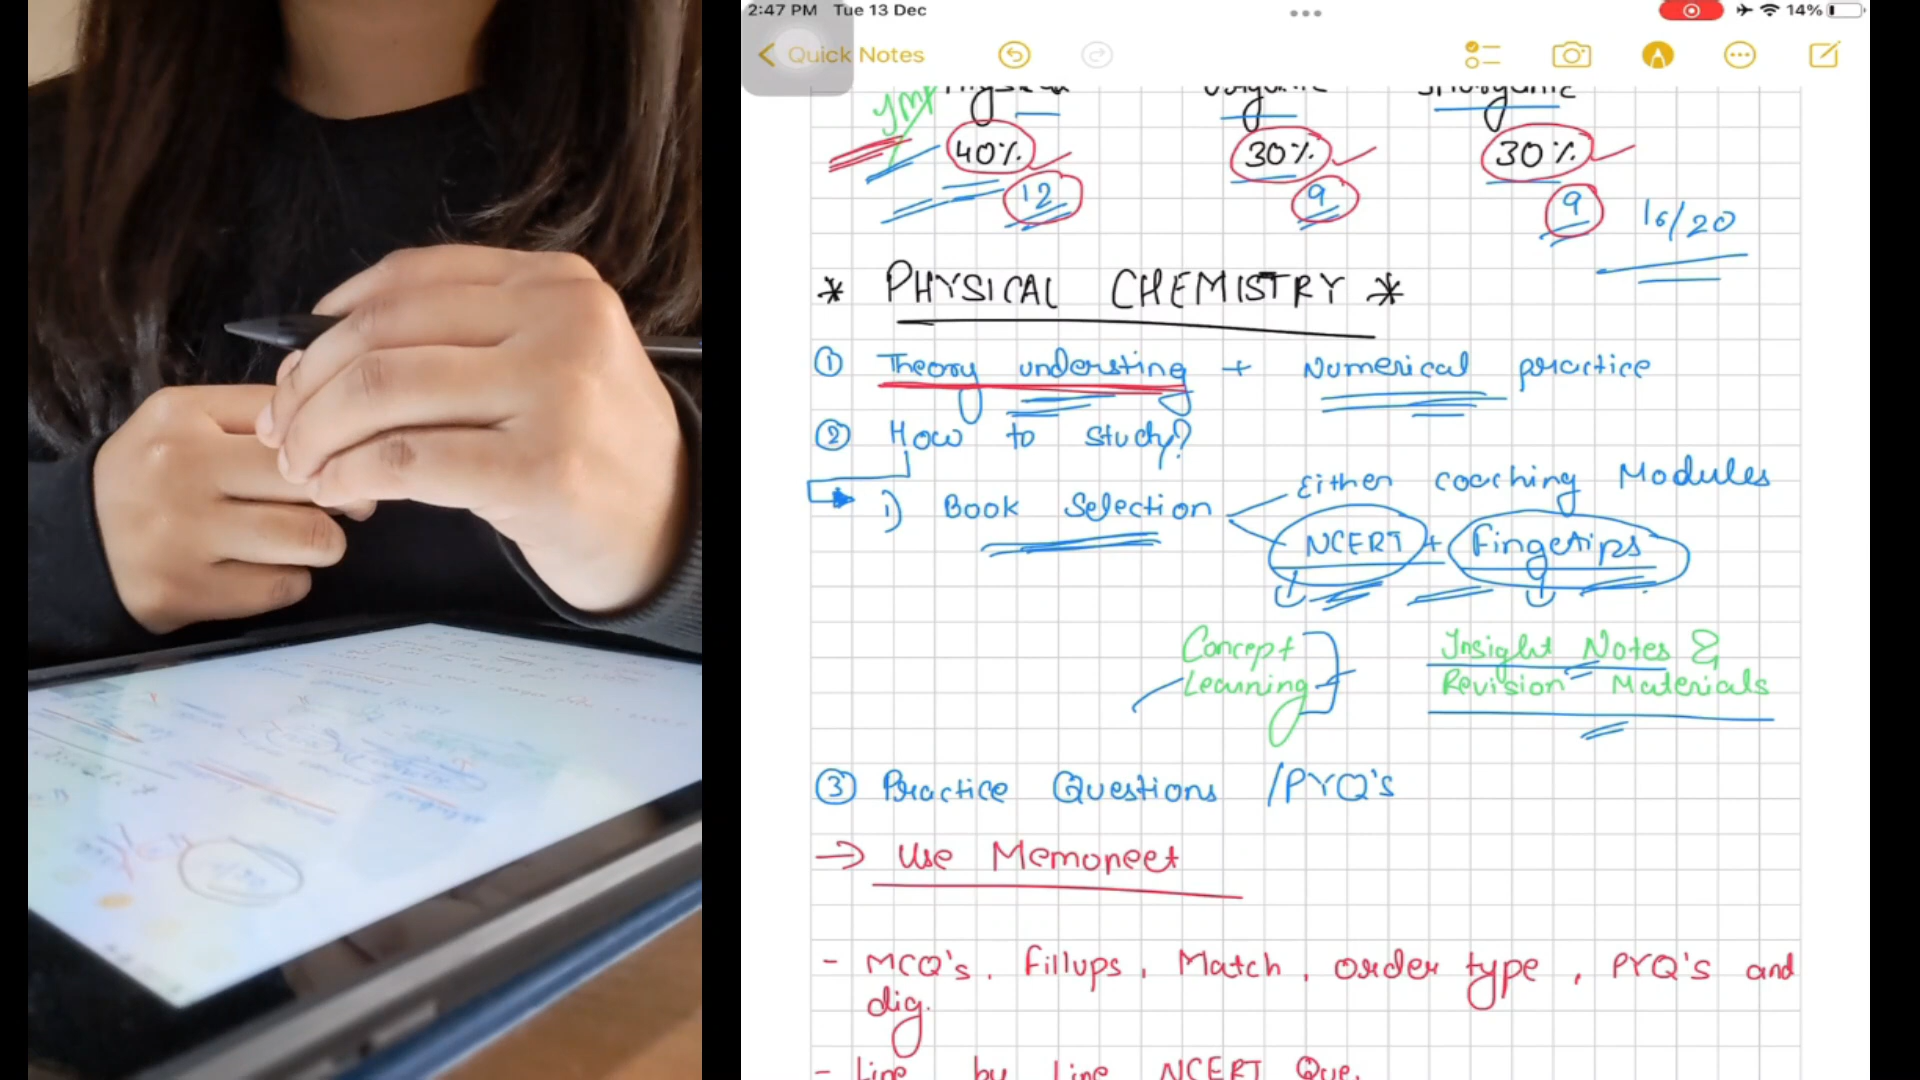 2:47 PM Tue 13 Dec
14%
Quick Notes
IMP
40% 30% 30%
12 9 9 16/20
* PHYSICAL CHEMISTRY *
① Theory understing + Numerical practice
② How to study?
Either coaching Modules
i) Book Selection
NCERT + Fingetips
Concept Learning
Insight Notes &
Revision Materials
③ Practice Questions /PYQ's
→ Use Memoneet
- MCQ's, Fillups, Match, order type, PYQ's and
dig.
- Line by Line NCERT Que.